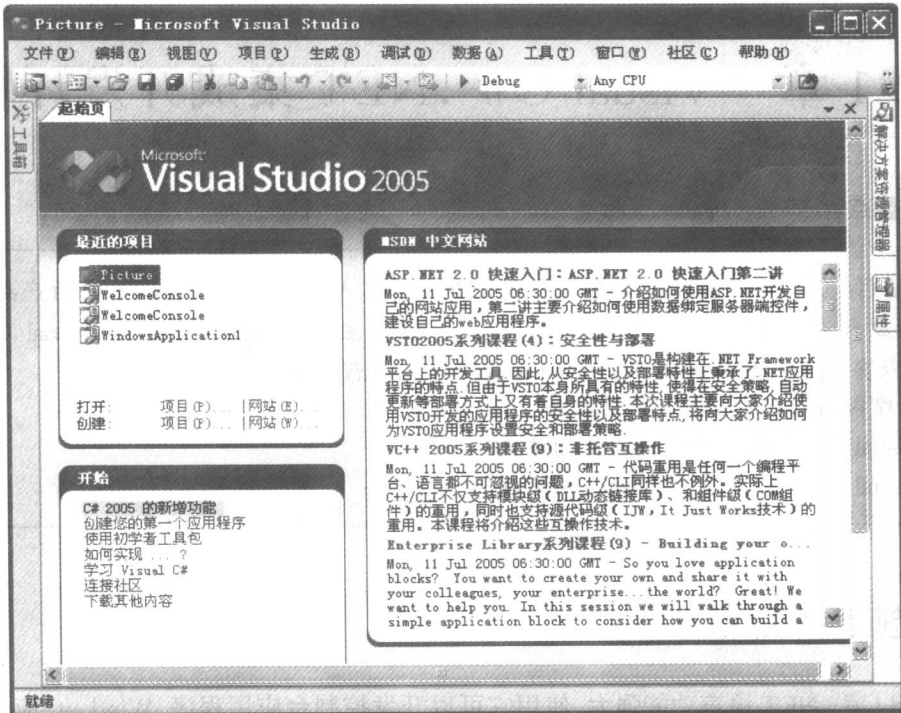 Picture - Microsoft Visual Studio
文件(F) 编辑(E) 视图(V) 项目(P) 生成(B) 调试(D) 数据(A) 工具(T) 窗口(W) 社区(C) 帮助(H)
Debug Any CPU
工具箱
起始页
解决方案资源管理器
属性
Microsoft
Visual Studio 2005
最近的项目
Picture
WelcomeConsole
WelcomeConsole
WindowsApplication1
打开: 项目(P)... |网站(E)...
创建: 项目(P)... |网站(W)...
开始
C# 2005 的新增功能
创建您的第一个应用程序
使用初学者工具包
如何实现 ... ?
学习 Visual C#
连接社区
下载其他内容
MSDN 中文网站
ASP.NET 2.0 快速入门：ASP.NET 2.0 快速入门第二讲
Mon, 11 Jul 2005 06:30:00 GMT - 介绍如何使用ASP.NET开发自
己的网站应用，第二讲主要介绍如何使用数据绑定服务器端控件，
建设自己的web应用程序。
VSTO2005系列课程(4)：安全性与部署
Mon, 11 Jul 2005 06:30:00 GMT - VSTO是构建在.NET Framework
平台上的开发工具.因此,从安全性以及部署特性上秉承了.NET应用
程序的特点.但由于VSTO本身所具有的特性,使得在安全策略,自动
更新等部署方式上又有着自身的特性.本次课程主要向大家介绍使
用VSTO开发的应用程序的安全性以及部署特点,将向大家介绍如何
为VSTO应用程序设置安全和部署策略.
VC++ 2005系列课程(9)：非托管互操作
Mon, 11 Jul 2005 06:30:00 GMT - 代码重用是任何一个编程平
台、语言都不可忽视的问题，C++/CLI同样也不例外。实际上
C++/CLI不仅支持模块级（DLL动态链接库）、和组件级（COM组
件）的重用，同时也支持源代码级（IJW，It Just Works技术）的
重用。本课程将介绍这些互操作技术。
Enterprise Library系列课程(9) - Building your o...
Mon, 11 Jul 2005 06:30:00 GMT - So you love application
blocks? You want to create your own and share it with
your colleagues, your enterprise...the world? Great! We
want to help you. In this session we will walk through a
simple application block to consider how you can build a
就绪